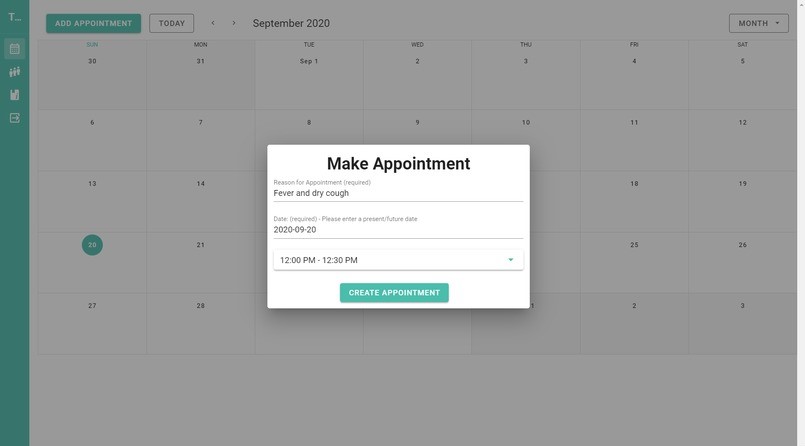 T...
ADD APPOINTMENT
TODAY
September 2020
MONTH
SUN MON TUE WED THU FRI SAT
30 31 Sep 1 2 3 4 5
6 7 8 9 10 11 12
Make Appointment
Reason for Appointment (required)
13 14 18 19
Fever and dry cough
Date: (required) - Please enter a present/future date
2020-09-20
20 21 25 26
12:00 PM - 12:30 PM
CREATE APPOINTMENT
27 28 1 2 3